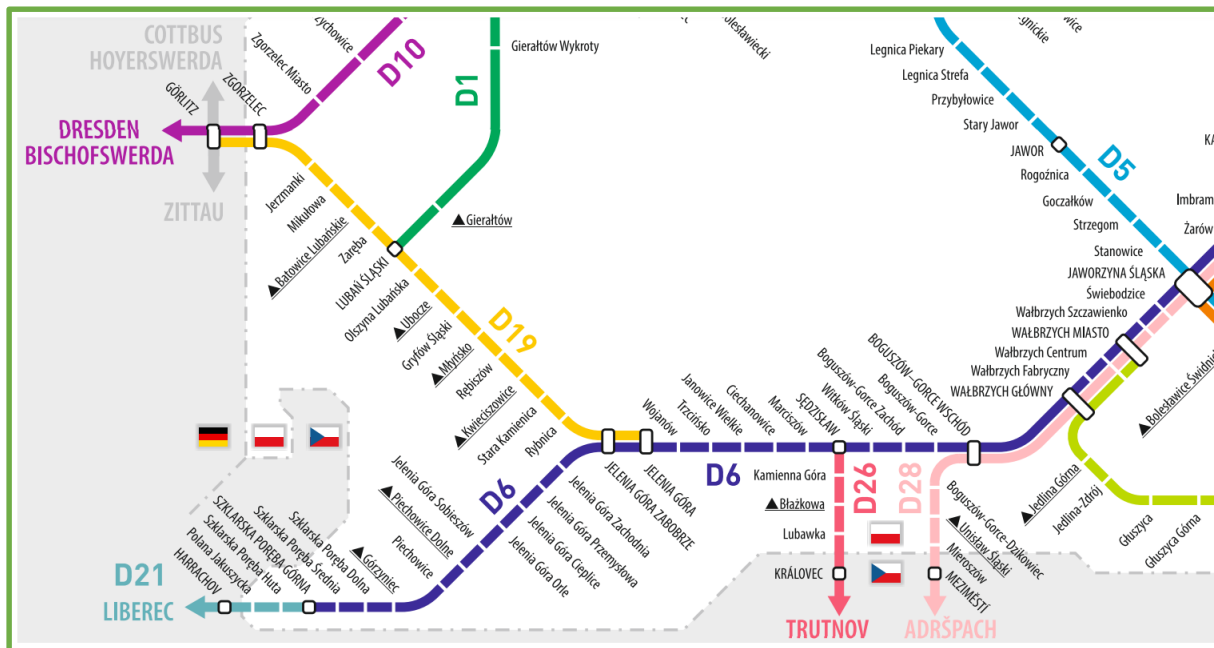 COTTBUS
HOYERSWERDA
Zgorzelec Miasto
D10
D1
Gierałtów Wykroty
GÖRLITZ
ZGORZELEC
DRESDEN
BISCHOFSWERDA
ZITTAU
Jerzmanki
Mikułowa
▲Batowice Lubańskie
Zaręba
▲Gierałtów
LUBAŃ ŚLĄSKI
Olszyna Lubańska
▲Ubocze
Gryfów Śląski
▲Młyńsko
D19
Rębiszów
▲Kwieciszowice
Stara Kamienica
Rybnica
Legnica Piekary
Legnica Strefa
Przybyłowice
Stary Jawor
JAWOR
D5
Rogoźnica
Goczałków
Strzegom
Stanowice
JAWORZYNA ŚLĄSKA
Świebodzice
Wałbrzych Szczawienko
WAŁBRZYCH MIASTO
Wałbrzych Centrum
Wałbrzych Fabryczny
WAŁBRZYCH GŁÓWNY
▲Jedlina Górna
Jedlina-Zdrój
Głuszyca
Głuszyca Górna
BOGUSZÓW–GORCE WSCHÓD
Boguszów-Gorce
Boguszów-Gorce Zachód
Witków Śląski
SĘDZISŁAW
Marciszów
Ciechanowice
Janowice Wielkie
Trzcińsko
Wojanów
JELENIA GÓRA
JELENIA GÓRA ZABOBRZE
D6
D6
Jelenia Góra Zachodnia
Jelenia Góra Przemysłowa
Jelenia Góra Cieplice
Jelenia Góra Orle
Jelenia Góra Sobieszów
▲Piechowice Dolne
Piechowice
▲Górzyniec
Szklarska Poręba Dolna
Szklarska Poręba Średnia
SZKLARSKA PORĘBA GÓRNA
Szklarska Poręba Huta
Polana Jakuszycka
HARRACHOV
D21
LIBEREC
Kamienna Góra
▲Błażkowa
Lubawka
KRÁLOVEC
D26
TRUTNOV
D28
Boguszów-Gorce-Dzikowiec
▲Unisław Śląski
Mieroszów
MEZIMĚSTÍ
ADRŠPACH